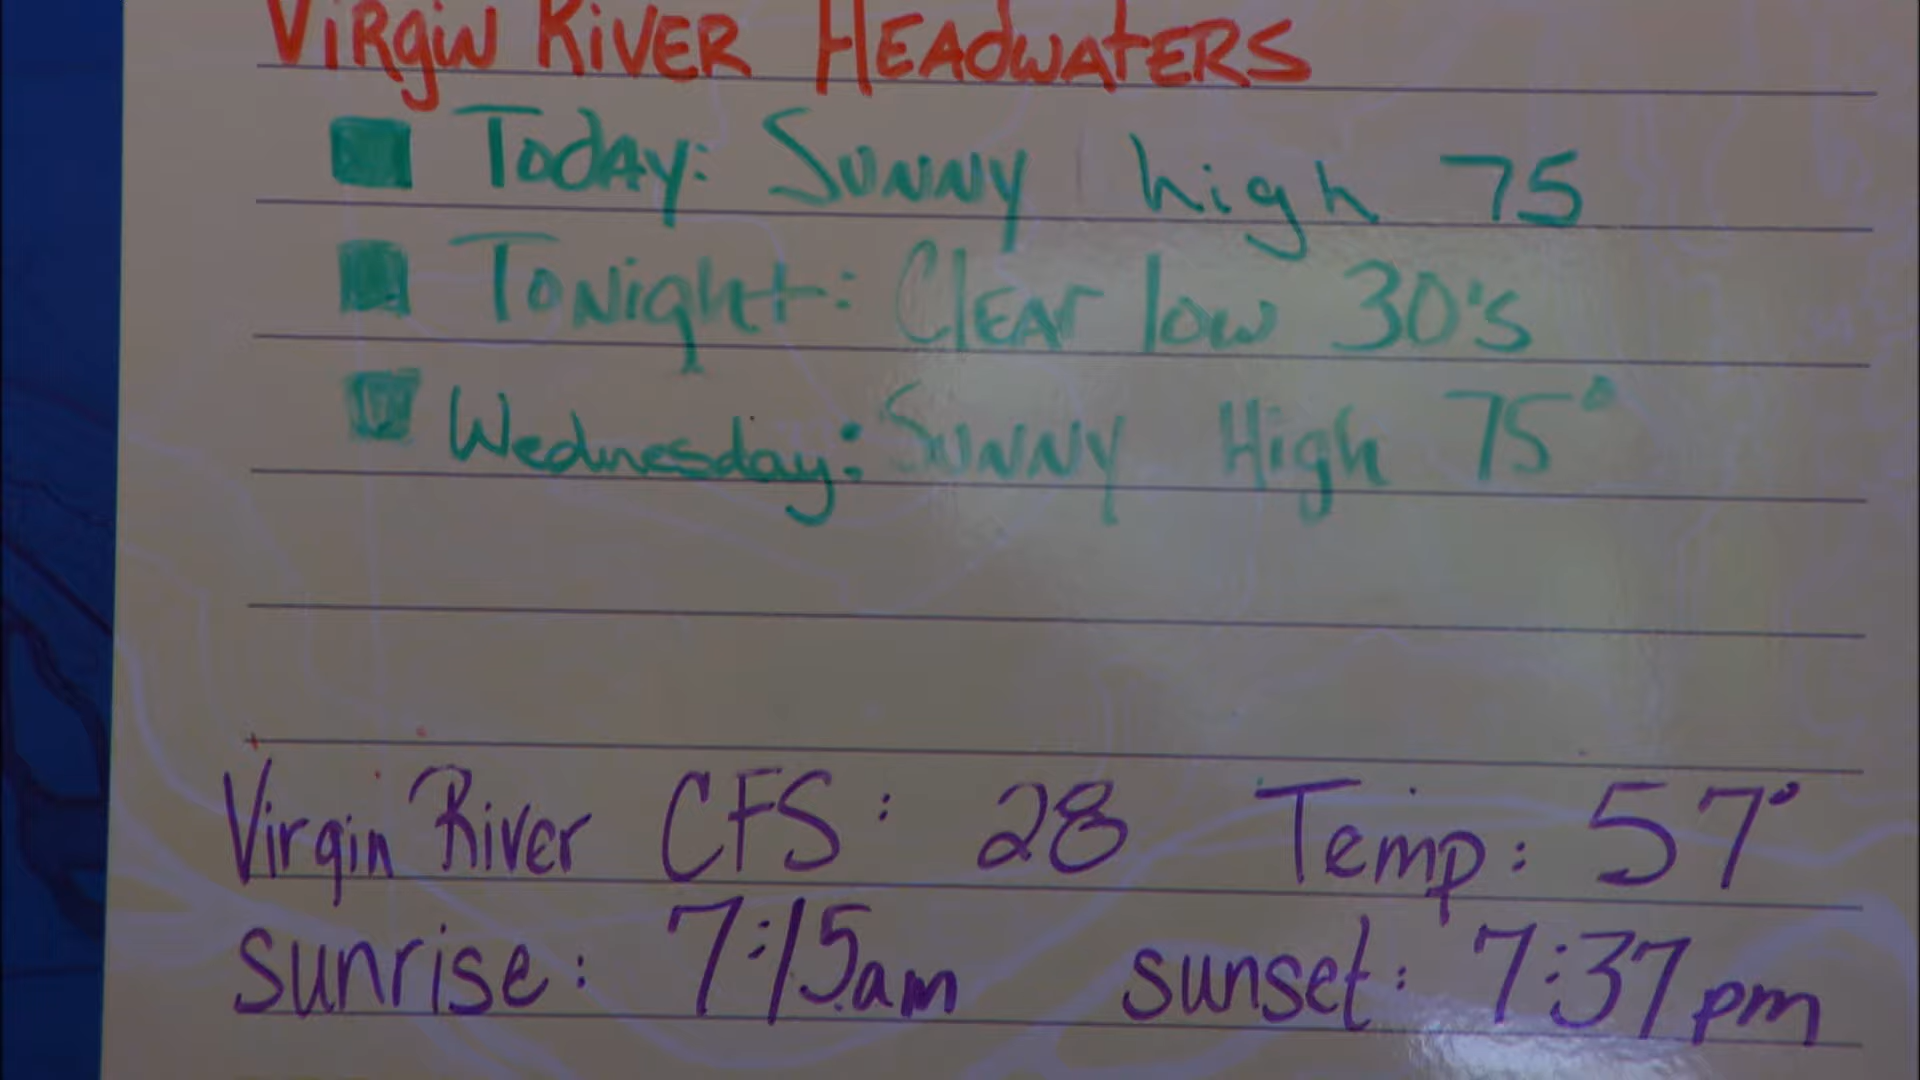 Virgin River Headwaters
Today: Sunny high 75
Tonight: Clear low 30's
Wednesday: Sunny High 75°
Virgin River CFS: 28 Temp: 57°
sunrise: 7:15am sunset: 7:37pm